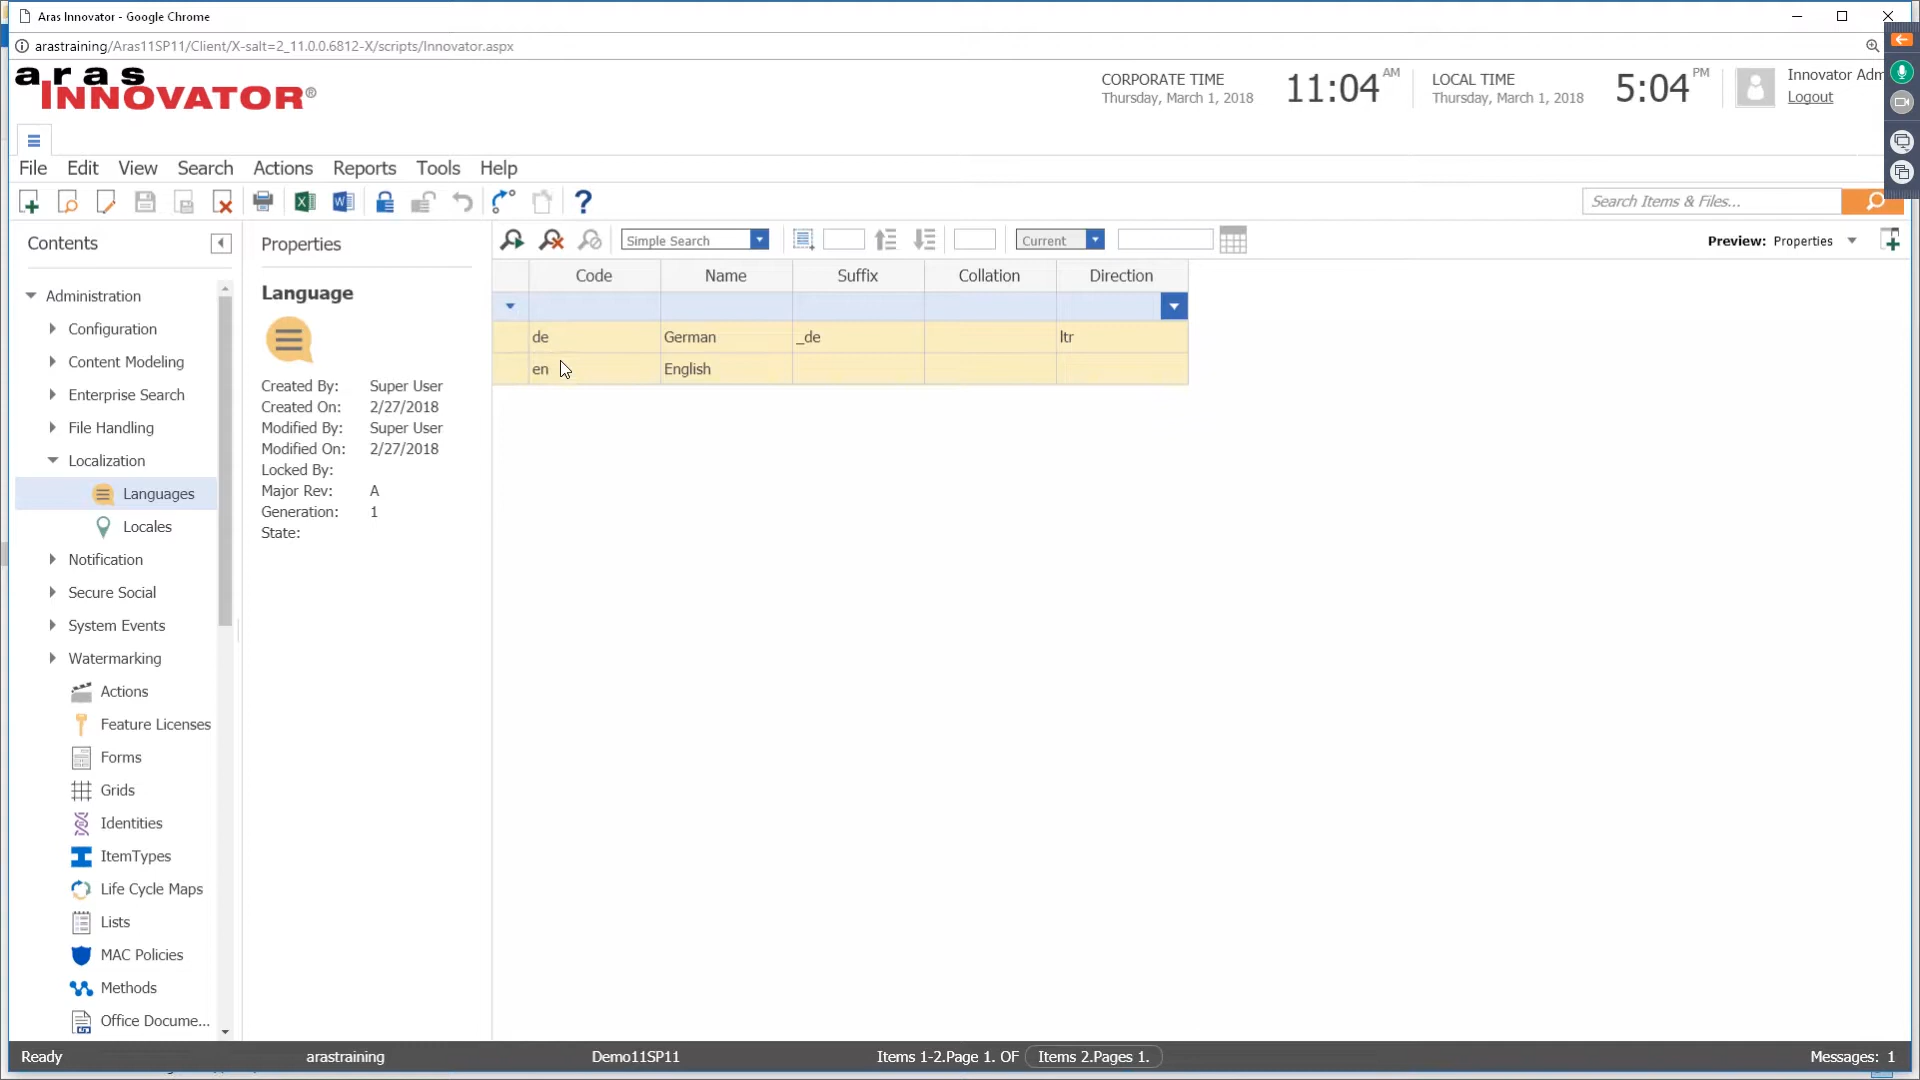 Aras Innovator - Google Chrome
arastraining/Aras11SP11/Client/X-salt=2_11.0.0.6812-X/scripts/Innovator.aspx
aras
INNOVATOR®
CORPORATE TIME
Thursday, March 1, 2018
11:04 AM
LOCAL TIME
Thursday, March 1, 2018
5:04 PM
Innovator Adm
Logout
File Edit View Search Actions Reports Tools Help
Search Items & Files...
Contents
Properties
Simple Search
Current
Preview: Properties
Code Name Suffix Collation Direction
de German _de ltr
en English
Language
Created By: Super User
Created On: 2/27/2018
Modified By: Super User
Modified On: 2/27/2018
Locked By:
Major Rev: A
Generation: 1
State:
Administration
Configuration
Content Modeling
Enterprise Search
File Handling
Localization
Languages
Locales
Notification
Secure Social
System Events
Watermarking
Actions
Feature Licenses
Forms
Grids
Identities
ItemTypes
Life Cycle Maps
Lists
MAC Policies
Methods
Office Docume...
Ready arastraining Demo11SP11 Items 1-2.Page 1. OF Items 2.Pages 1. Messages: 1